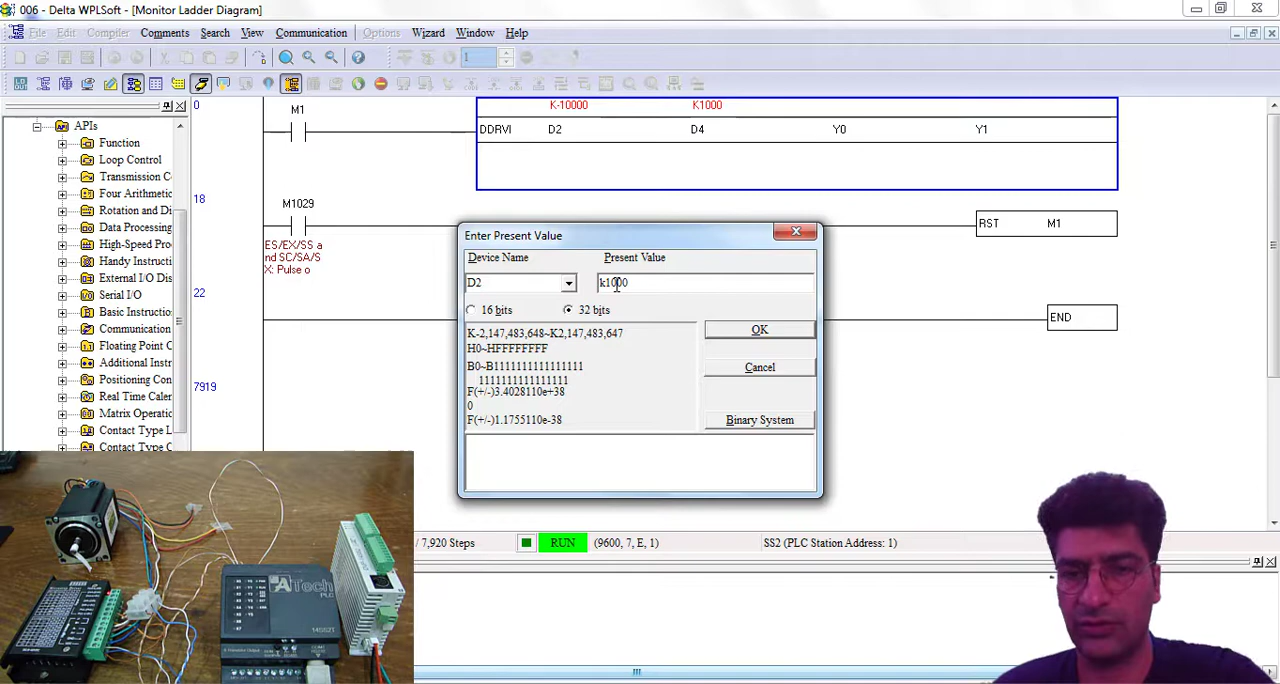 006 - Delta WPLSoft - [Monitor Ladder Diagram]
File Edit Compiler Comments Search View Communication Options Wizard Window Help
1
APIs
Function
Loop Control
Transmission C
Four Arithmetic
Rotation and Di
Data Processing
High-Speed Pro
Handy Instructi
External I/O Dis
Serial I/O
Basic Instructio
Communication
Floating Point C
Additional Instr
Positioning Con
Real Time Caler
Matrix Operatio
Contact Type L
Contact Type C
0
M1
K-10000 K1000
DDRVI D2 D4 Y0 Y1
18
M1029
RST M1
ES/EX/SS a
nd SC/SA/S
X: Pulse o
22
END
7919
Enter Present Value
Device Name Present Value
D2 k1000
16 bits 32 bits
K-2,147,483,648~K2,147,483,647
H0~HFFFFFFFF
B0~B1111111111111111
1111111111111111
F(+/-)3.4028110e+38
0
F(+/-)1.1755110e-38
OK
Cancel
Binary System
/ 7,920 Steps RUN (9600, 7, E, 1) SS2 (PLC Station Address: 1)
ATech
PLC
14SS2T